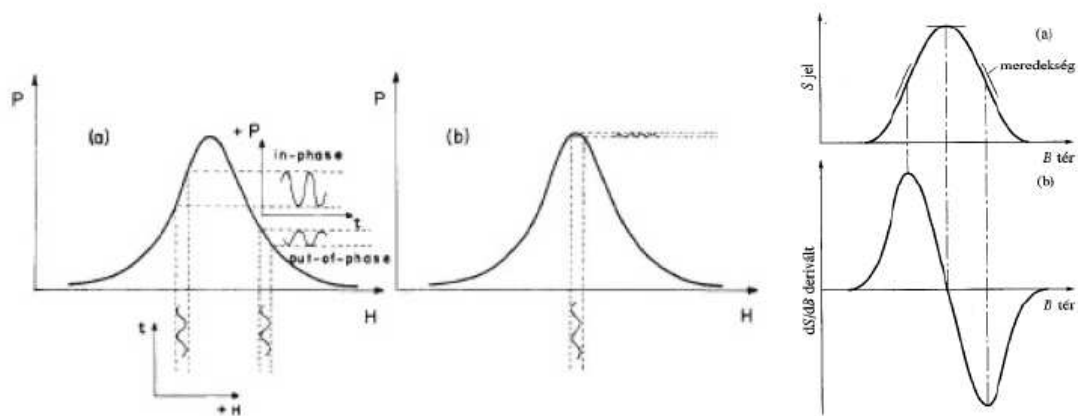 P
(a)
+ P
in-phase
t
out-of-phase
H
t
+ H
P
(b)
H
(a)
S jel
meredekség
B tér
(b)
dS/dB derivált
B tér